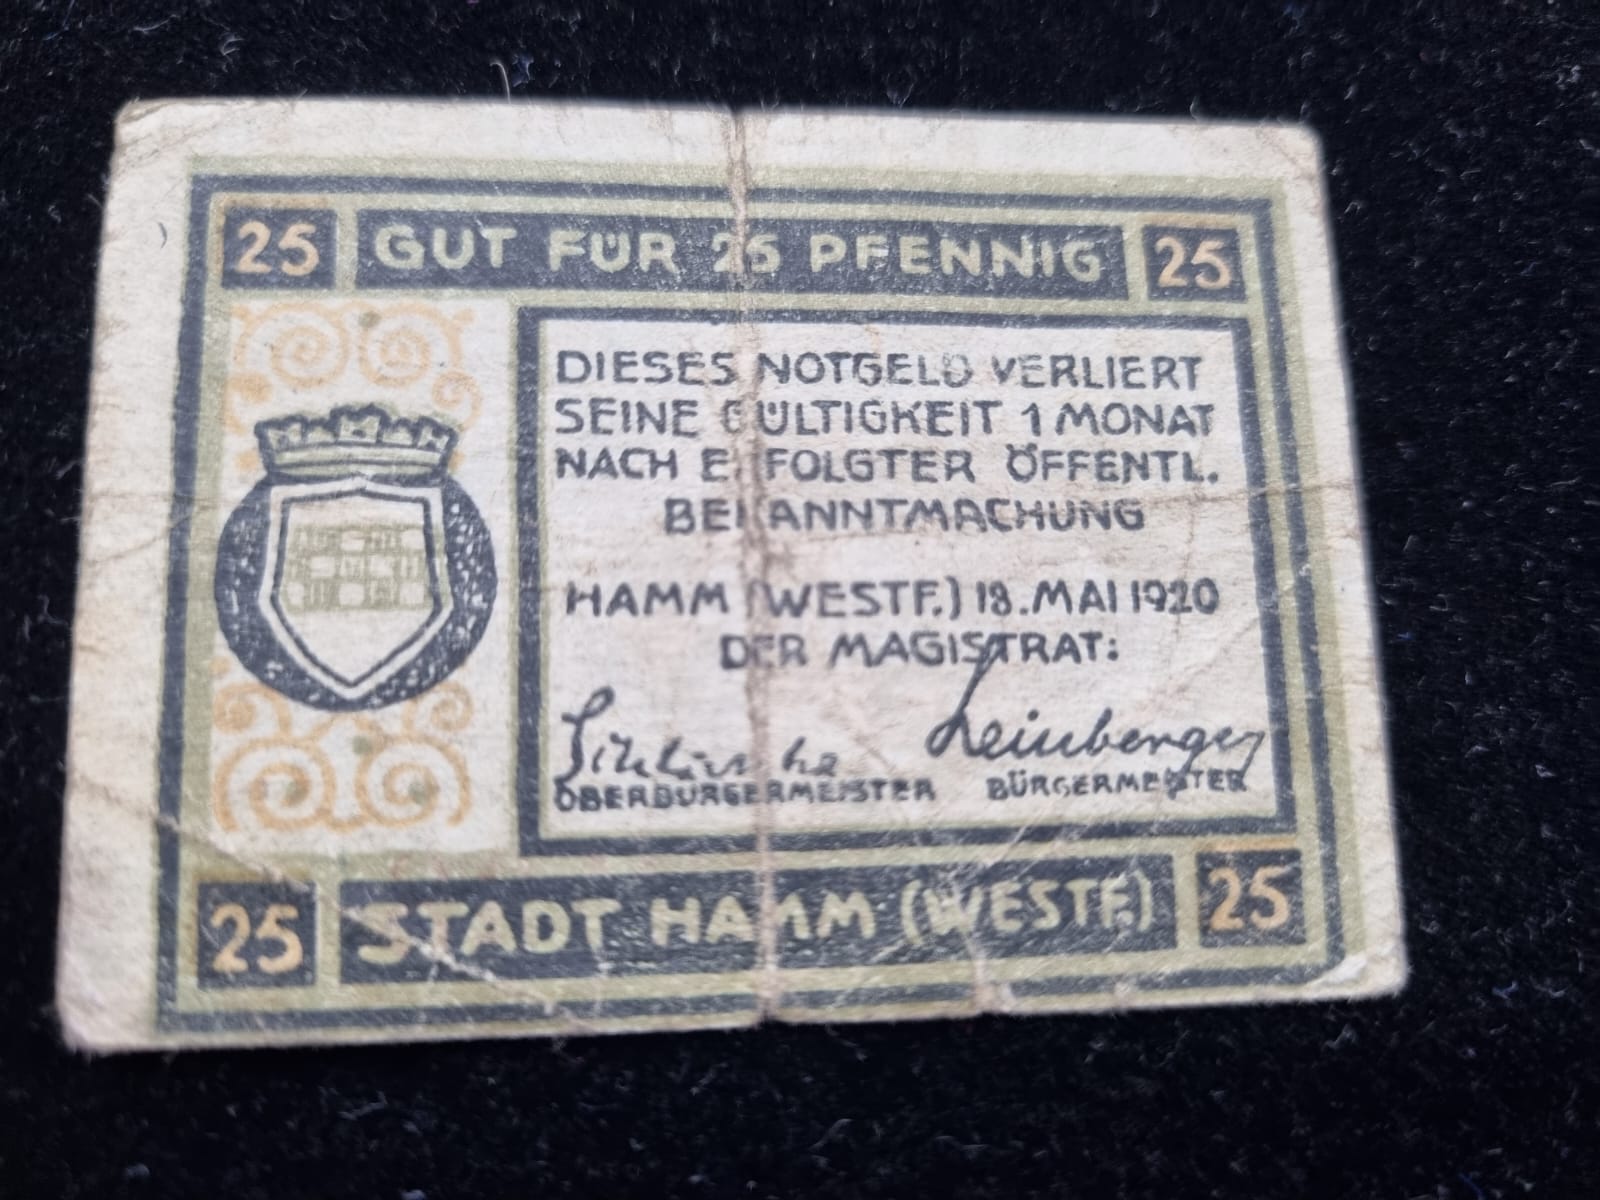 25 GUT FÜR 25 PFENNIG 25
DIESES NOTGELD VERLIERT
SEINE GÜLTIGKEIT 1 MONAT
NACH ERFOLGTER ÖFFENTL.
BEKANNTMACHUNG
HAMM (WESTF.) 18. MAI 1920
DER MAGISTRAT:
OBERBÜRGERMEISTER BÜRGERMEISTER
25 STADT HAMM (WESTF.) 25